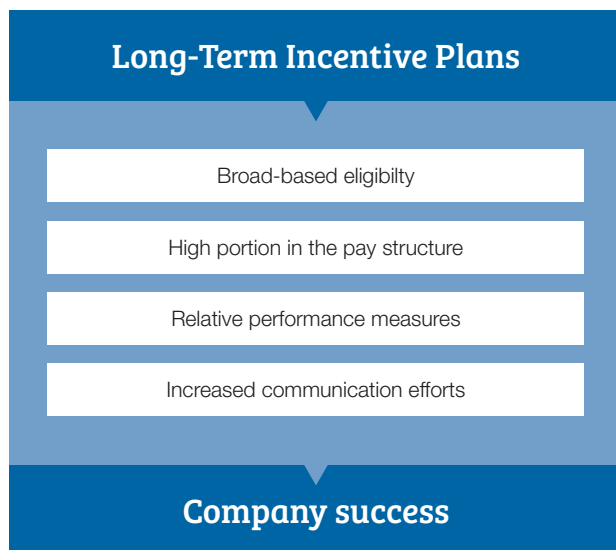 Long-Term Incentive Plans
Broad-based eligibilty
High portion in the pay structure
Relative performance measures
Increased communication efforts
Company success